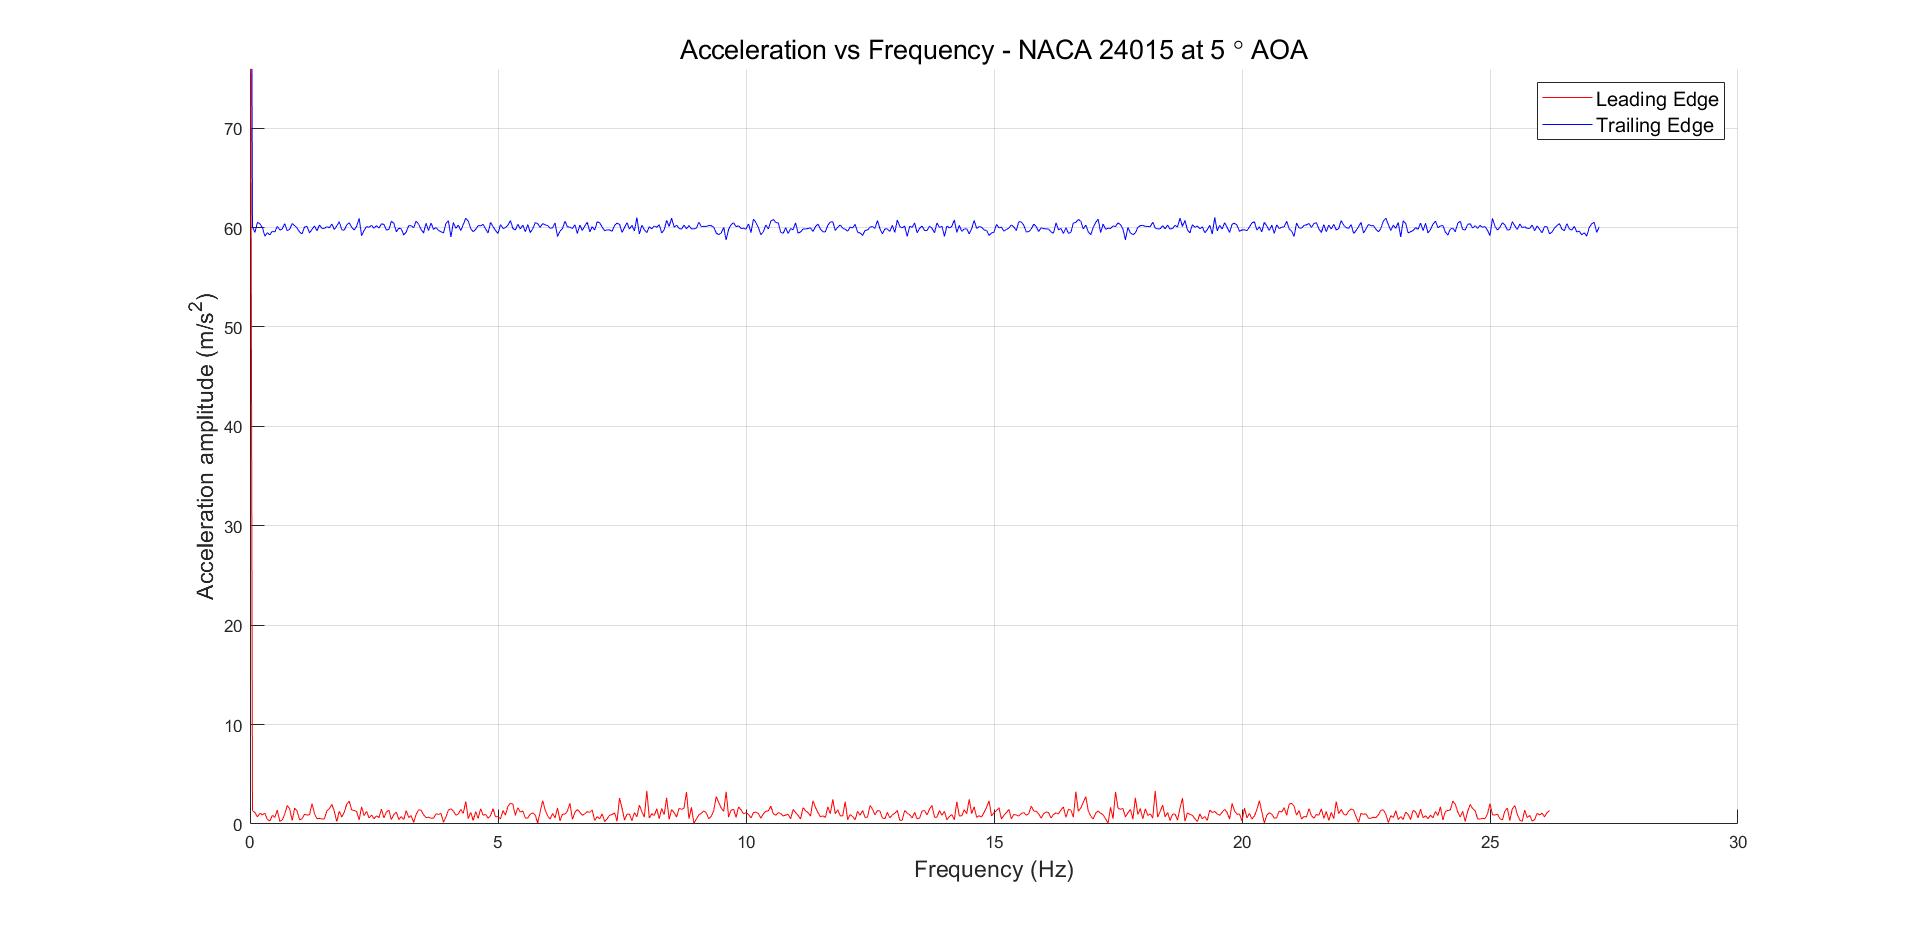 Acceleration vs Frequency - NACA 24015 at 5 ° AOA
Leading Edge
Trailing Edge
Acceleration amplitude (m/s²)
70
60
50
40
30
20
10
0
0 5 10 15 20 25 30
Frequency (Hz)